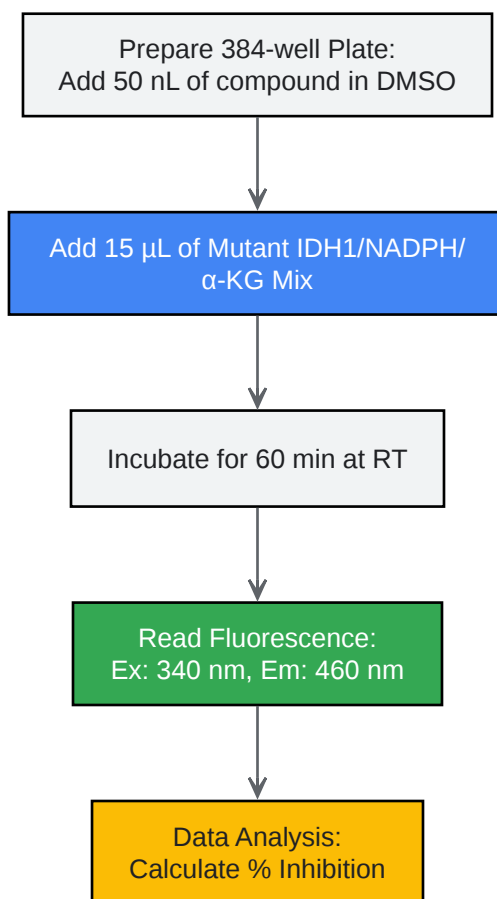 Prepare 384-well Plate:
Add 50 nL of compound in DMSO
Add 15 µL of Mutant IDH1/NADPH/
α-KG Mix
Incubate for 60 min at RT
Read Fluorescence:
Ex: 340 nm, Em: 460 nm
Data Analysis:
Calculate % Inhibition